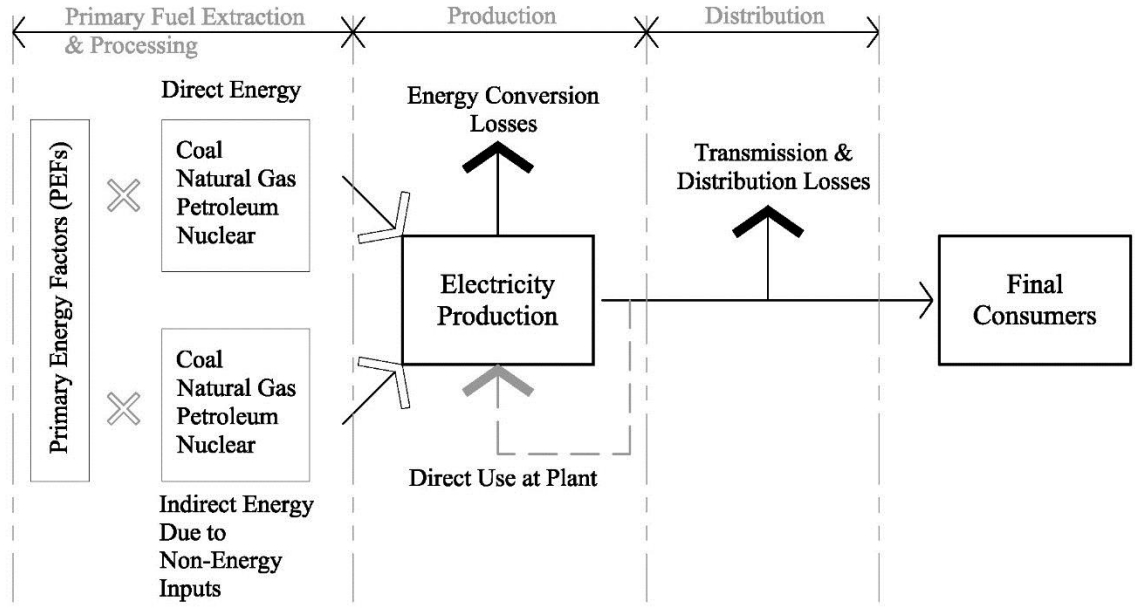 Primary Fuel Extraction
& Processing
Production
Distribution
Direct Energy
Primary Energy Factors (PEFs)
Coal
Natural Gas
Petroleum
Nuclear
Coal
Natural Gas
Petroleum
Nuclear
Indirect Energy
Due to
Non-Energy
Inputs
Energy Conversion
Losses
Electricity
Production
Direct Use at Plant
Transmission &
Distribution Losses
Final
Consumers